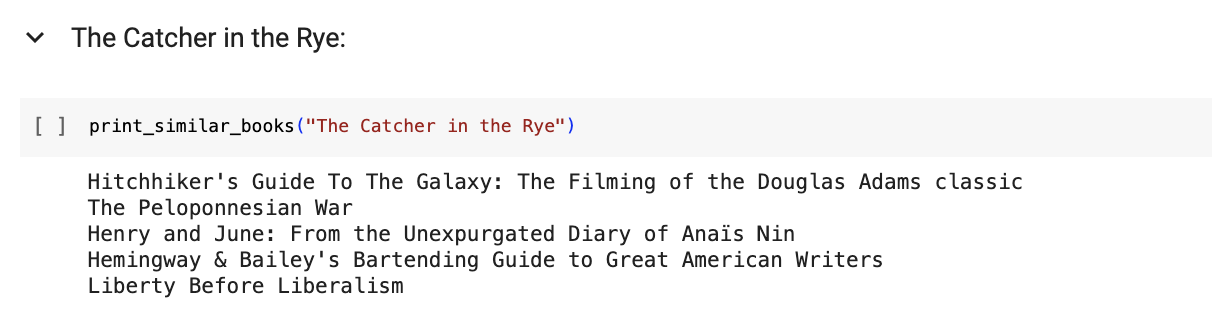 The Catcher in the Rye:
[ ] print_similar_books("The Catcher in the Rye")
Hitchhiker's Guide To The Galaxy: The Filming of the Douglas Adams classic
The Peloponnesian War
Henry and June: From the Unexpurgated Diary of Anaïs Nin
Hemingway & Bailey's Bartending Guide to Great American Writers
Liberty Before Liberalism